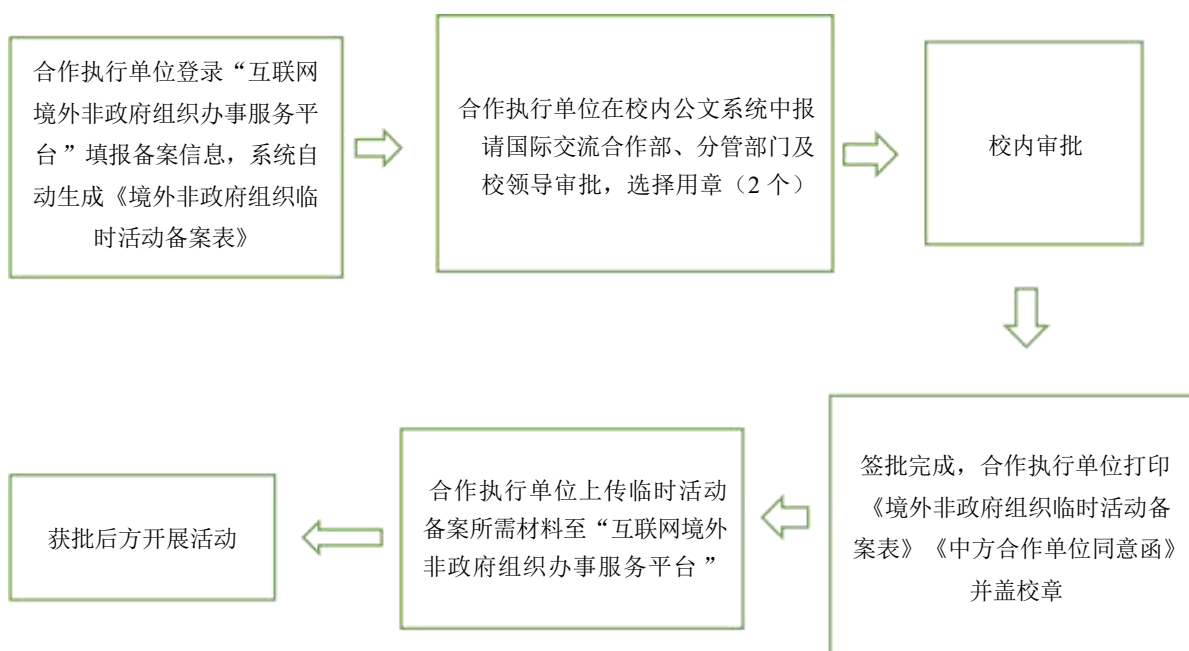 合作执行单位登录“互联网
境外非政府组织办事服务平
台”填报备案信息，系统自
动生成《境外非政府组织临
时活动备案表》
合作执行单位在校内公文系统中报
请国际交流合作部、分管部门及
校领导审批，选择用章（2 个）
校内审批
签批完成，合作执行单位打印
《境外非政府组织临时活动备
案表》《中方合作单位同意函》
并盖校章
合作执行单位上传临时活动
备案所需材料至“互联网境外
非政府组织办事服务平台”
获批后方开展活动